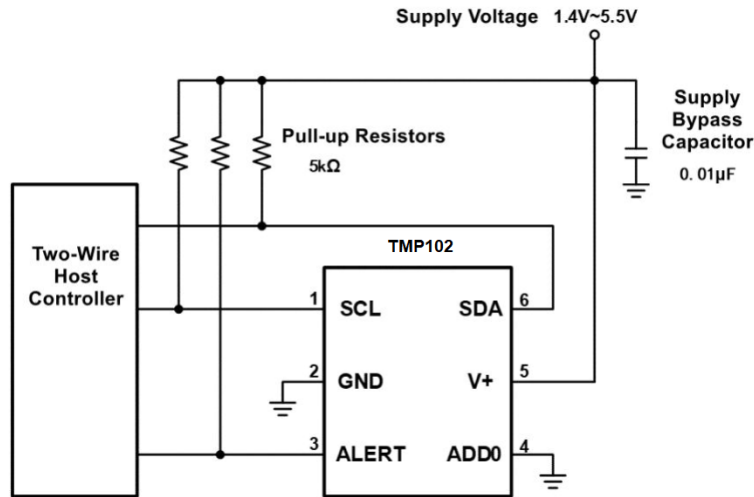 Supply Voltage 1.4V~5.5V
Pull-up Resistors
5kΩ
Supply
Bypass
Capacitor
0.01µF
Two-Wire
Host
Controller
TMP102
1 SCL SDA 6
2 GND V+ 5
3 ALERT ADD0 4